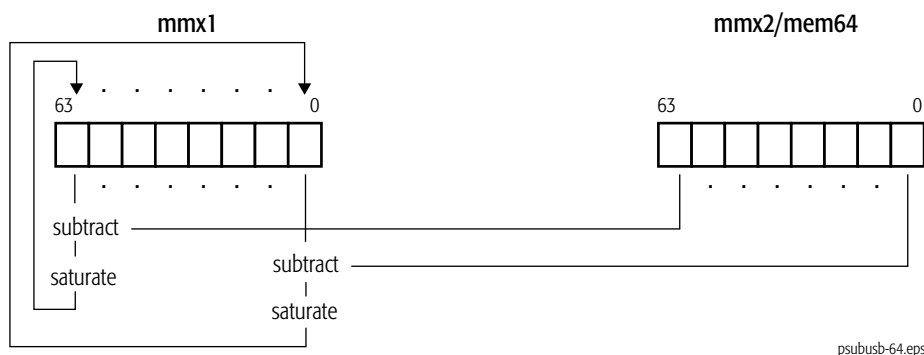 mmx1 mmx2/mem64
. . . . . .
63 0 63 0
. . . . . . . . . . . .
subtract
saturate subtract
saturate
psubusb-64.eps